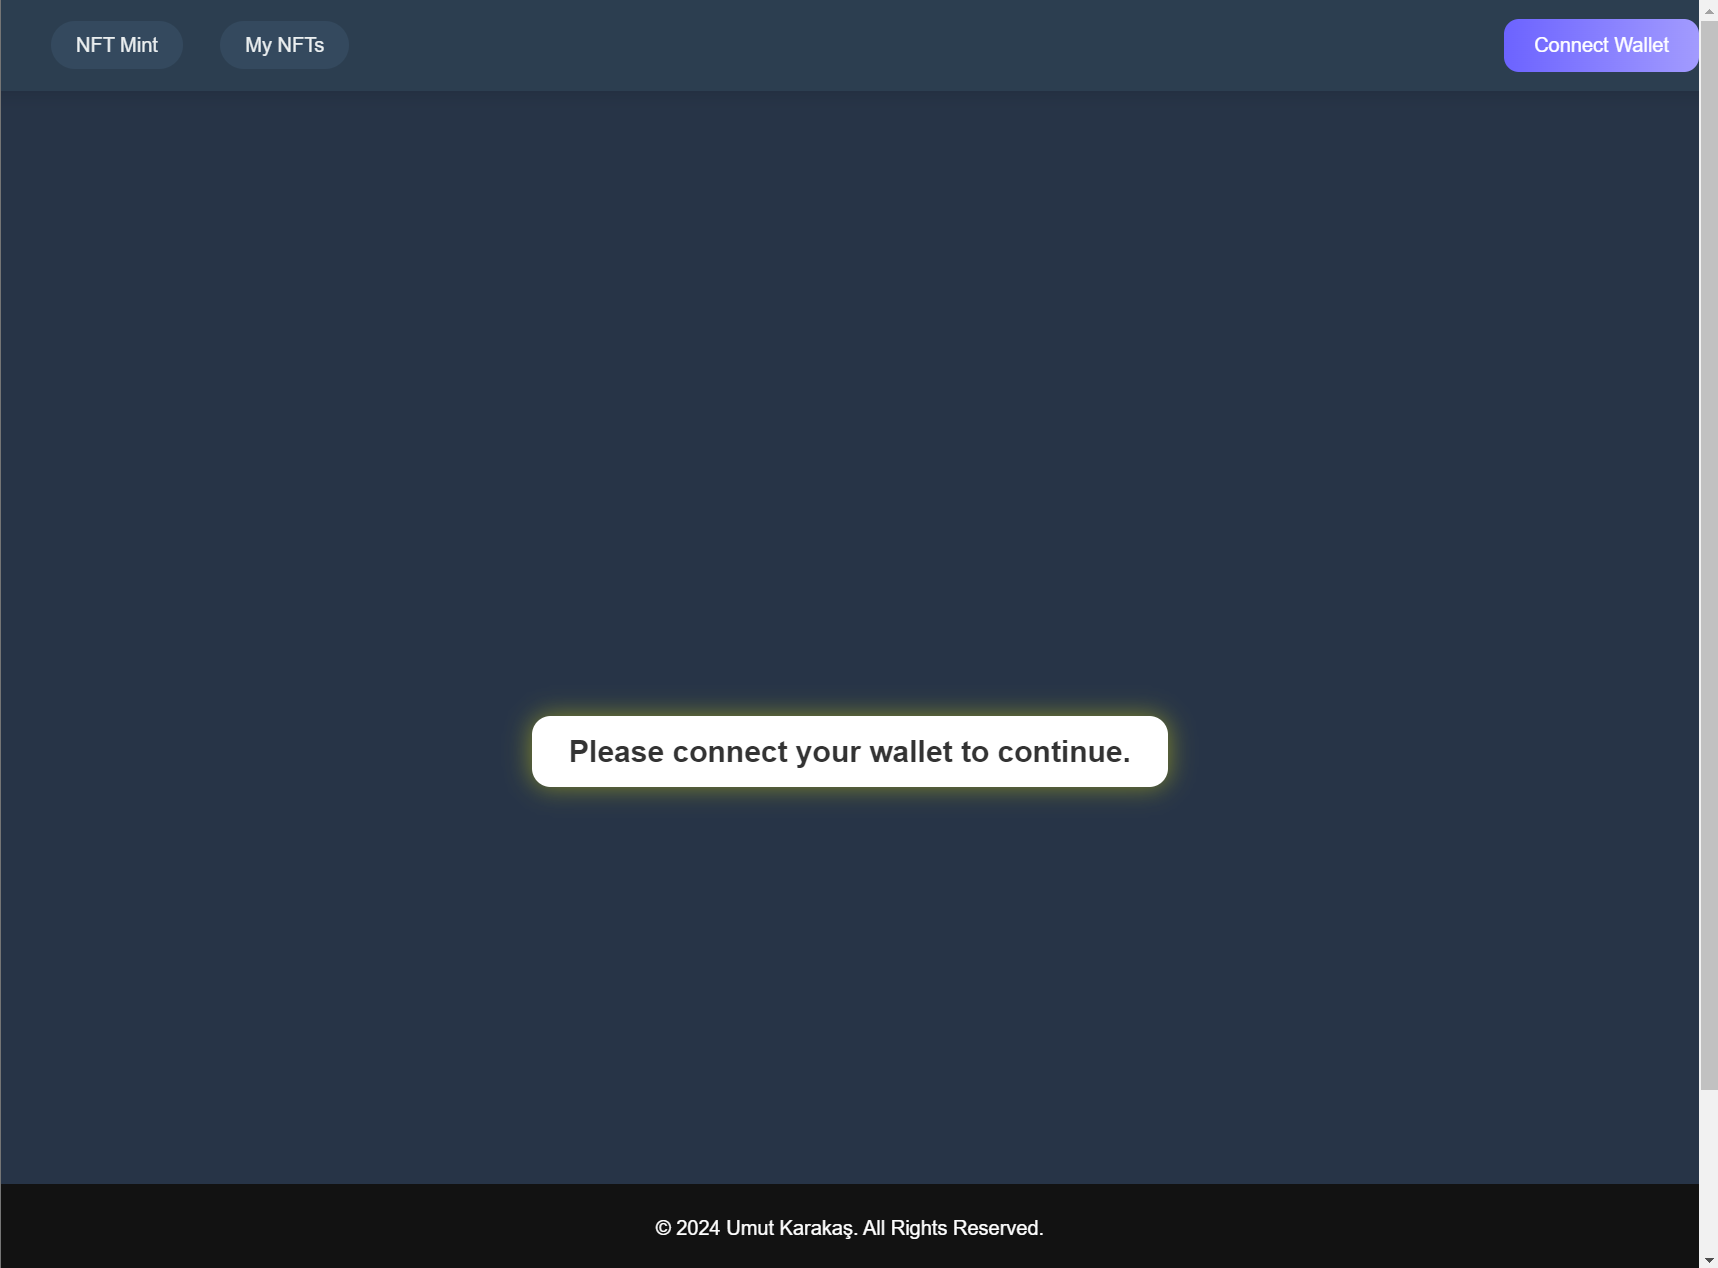 NFT Mint
My NFTs
Connect Wallet
Please connect your wallet to continue.
© 2024 Umut Karakaş. All Rights Reserved.